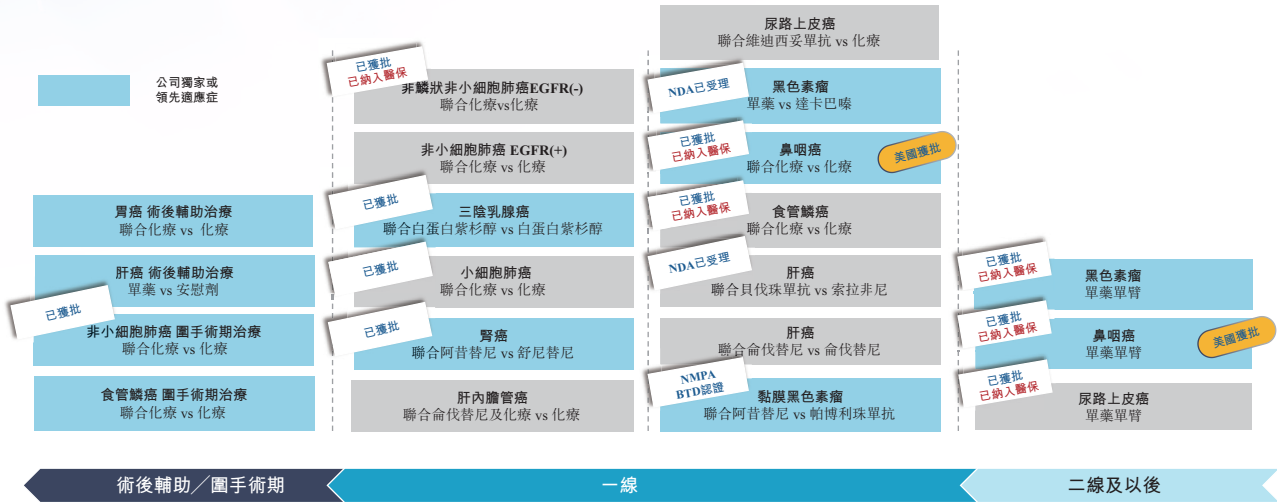 公司獨家或
領先適應症
胃癌 術後輔助治療
聯合化療 vs 化療
肝癌 術後輔助治療
單藥 vs 安慰劑
已獲批
非小細胞肺癌 圍手術期治療
聯合化療 vs 化療
食管鱗癌 圍手術期治療
聯合化療 vs 化療
已獲批
已納入醫保
非鱗狀非小細胞肺癌EGFR(-)
聯合化療vs化療
非小細胞肺癌 EGFR(+)
聯合化療 vs 化療
已獲批
三陰乳腺癌
聯合白蛋白紫杉醇 vs 白蛋白紫杉醇
已獲批
小細胞肺癌
聯合化療 vs 化療
已獲批
腎癌
聯合阿昔替尼 vs 舒尼替尼
肝內膽管癌
聯合侖伐替尼及化療 vs 化療
尿路上皮癌
聯合維迪西妥單抗 vs 化療
NDA已受理
黑色素瘤
單藥 vs 達卡巴嗪
已獲批
已納入醫保
鼻咽癌
聯合化療 vs 化療
美國獲批
已獲批
已納入醫保
食管鱗癌
聯合化療 vs 化療
NDA已受理
肝癌
聯合貝伐珠單抗 vs 索拉非尼
肝癌
聯合侖伐替尼 vs 侖伐替尼
NMPA
BTD認證
黏膜黑色素瘤
聯合阿昔替尼 vs 帕博利珠單抗
已獲批
已納入醫保
黑色素瘤
單藥單臂
已獲批
已納入醫保
鼻咽癌
單藥單臂
美國獲批
已獲批
已納入醫保
尿路上皮癌
單藥單臂
術後輔助／圍手術期
一線
二線及以後